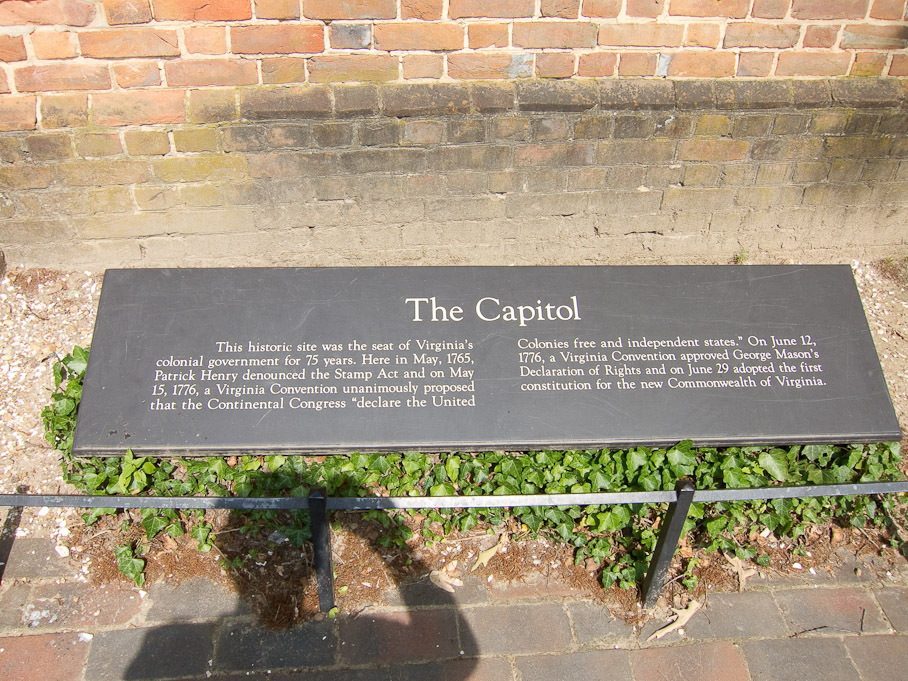 The Capitol
This historic site was the seat of Virginia's
colonial government for 75 years. Here in May, 1765,
Patrick Henry denounced the Stamp Act and on May
15, 1776, a Virginia Convention unanimously proposed
that the Continental Congress "declare the United
Colonies free and independent states." On June 12,
1776, a Virginia Convention approved George Mason's
Declaration of Rights and on June 29 adopted the first
constitution for the new Commonwealth of Virginia.